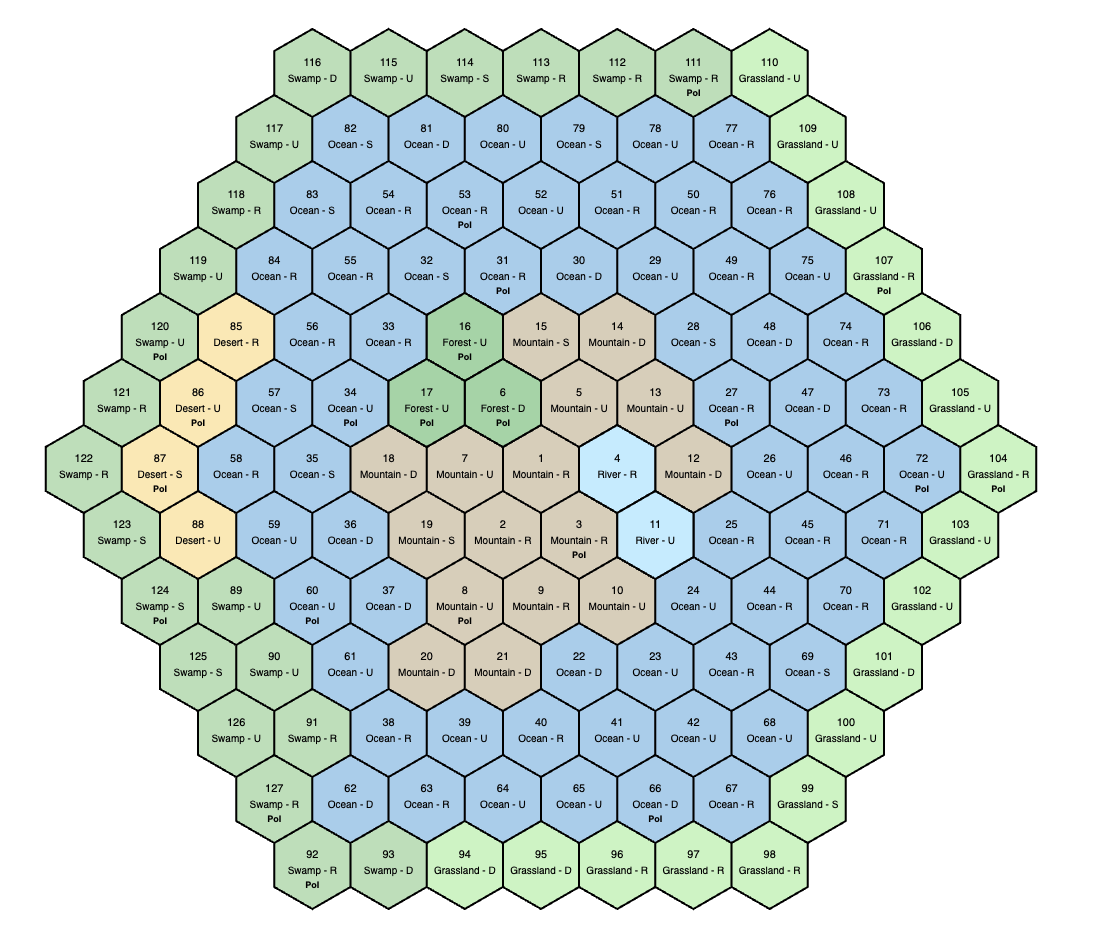 116
Swamp - D
115
Swamp - U
114
Swamp - S
113
Swamp - R
112
Swamp - R
111
Swamp - R
Pol
110
Grassland - U
117
Swamp - U
82
Ocean - S
81
Ocean - D
80
Ocean - U
79
Ocean - S
78
Ocean - U
77
Ocean - R
109
Grassland - U
118
Swamp - R
83
Ocean - S
54
Ocean - R
53
Ocean - R
Pol
52
Ocean - U
51
Ocean - R
50
Ocean - R
76
Ocean - R
108
Grassland - U
119
Swamp - U
84
Ocean - R
55
Ocean - R
32
Ocean - S
31
Ocean - R
Pol
30
Ocean - D
29
Ocean - U
49
Ocean - R
75
Ocean - U
107
Grassland - R
Pol
120
Swamp - U
Pol
85
Desert - R
56
Ocean - R
33
Ocean - R
16
Forest - U
Pol
15
Mountain - S
14
Mountain - D
28
Ocean - S
48
Ocean - D
74
Ocean - R
106
Grassland - D
121
Swamp - R
86
Desert - U
Pol
57
Ocean - S
34
Ocean - U
Pol
17
Forest - U
Pol
6
Forest - D
Pol
5
Mountain - U
13
Mountain - U
27
Ocean - R
Pol
47
Ocean - D
73
Ocean - R
105
Grassland - U
122
Swamp - R
87
Desert - S
Pol
58
Ocean - R
35
Ocean - S
18
Mountain - D
7
Mountain - U
1
Mountain - R
4
River - R
12
Mountain - D
26
Ocean - U
46
Ocean - R
72
Ocean - U
Pol
104
Grassland - R
Pol
123
Swamp - S
88
Desert - U
59
Ocean - U
36
Ocean - D
19
Mountain - S
2
Mountain - R
3
Mountain - R
Pol
11
River - U
25
Ocean - R
45
Ocean - R
71
Ocean - R
103
Grassland - U
124
Swamp - S
Pol
89
Swamp - U
60
Ocean - U
Pol
37
Ocean - D
8
Mountain - U
Pol
9
Mountain - R
10
Mountain - U
24
Ocean - U
44
Ocean - R
70
Ocean - R
102
Grassland - U
125
Swamp - S
90
Swamp - U
61
Ocean - U
20
Mountain - D
21
Mountain - D
22
Ocean - D
23
Ocean - U
43
Ocean - R
69
Ocean - S
101
Grassland - D
126
Swamp - U
91
Swamp - R
38
Ocean - R
39
Ocean - U
40
Ocean - R
41
Ocean - U
42
Ocean - U
68
Ocean - U
100
Grassland - U
127
Swamp - R
Pol
62
Ocean - D
63
Ocean - R
64
Ocean - U
65
Ocean - U
66
Ocean - D
Pol
67
Ocean - R
99
Grassland - S
92
Swamp - R
Pol
93
Swamp - D
94
Grassland - D
95
Grassland - D
96
Grassland - R
97
Grassland - R
98
Grassland - R